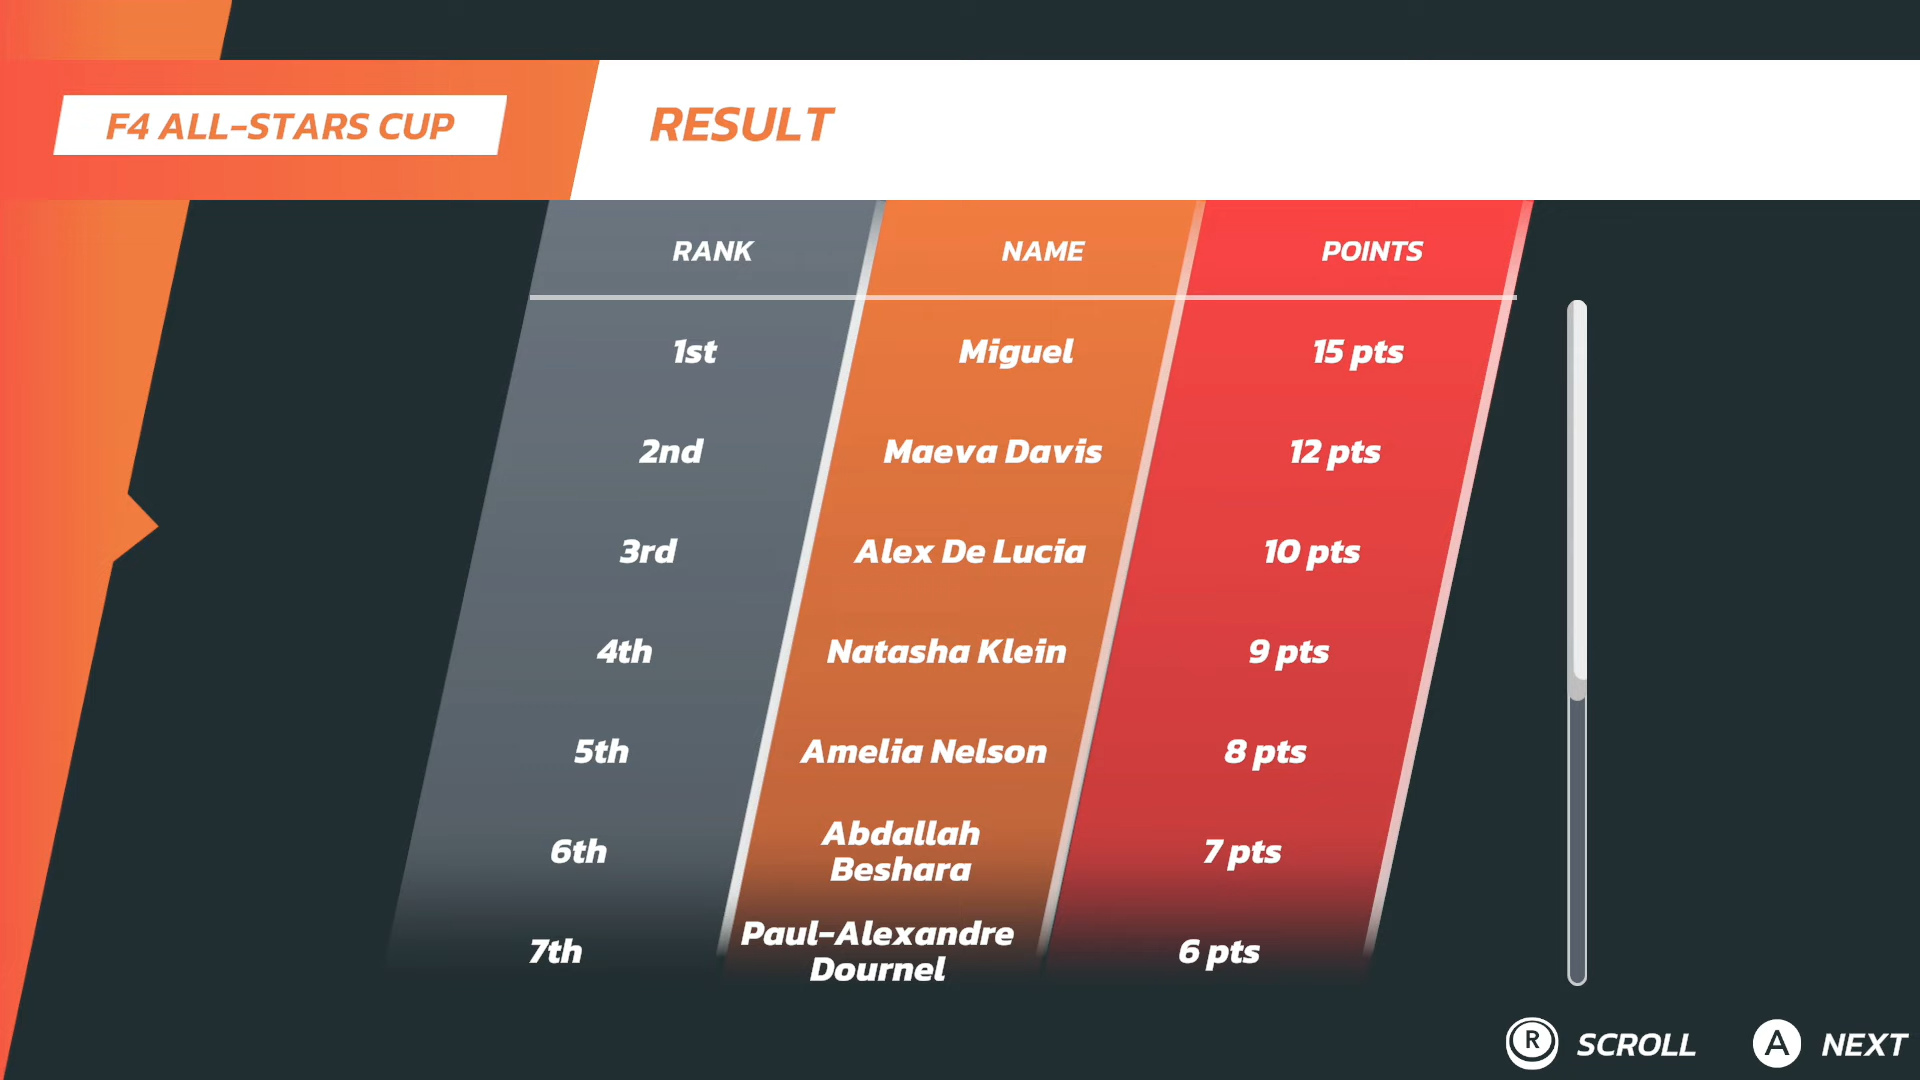 F4 ALL-STARS CUP
RESULT
RANK NAME POINTS
1st Miguel 15 pts
2nd Maeva Davis 12 pts
3rd Alex De Lucia 10 pts
4th Natasha Klein 9 pts
5th Amelia Nelson 8 pts
6th Abdallah Beshara 7 pts
7th Paul-Alexandre Dournel 6 pts
R SCROLL A NEXT